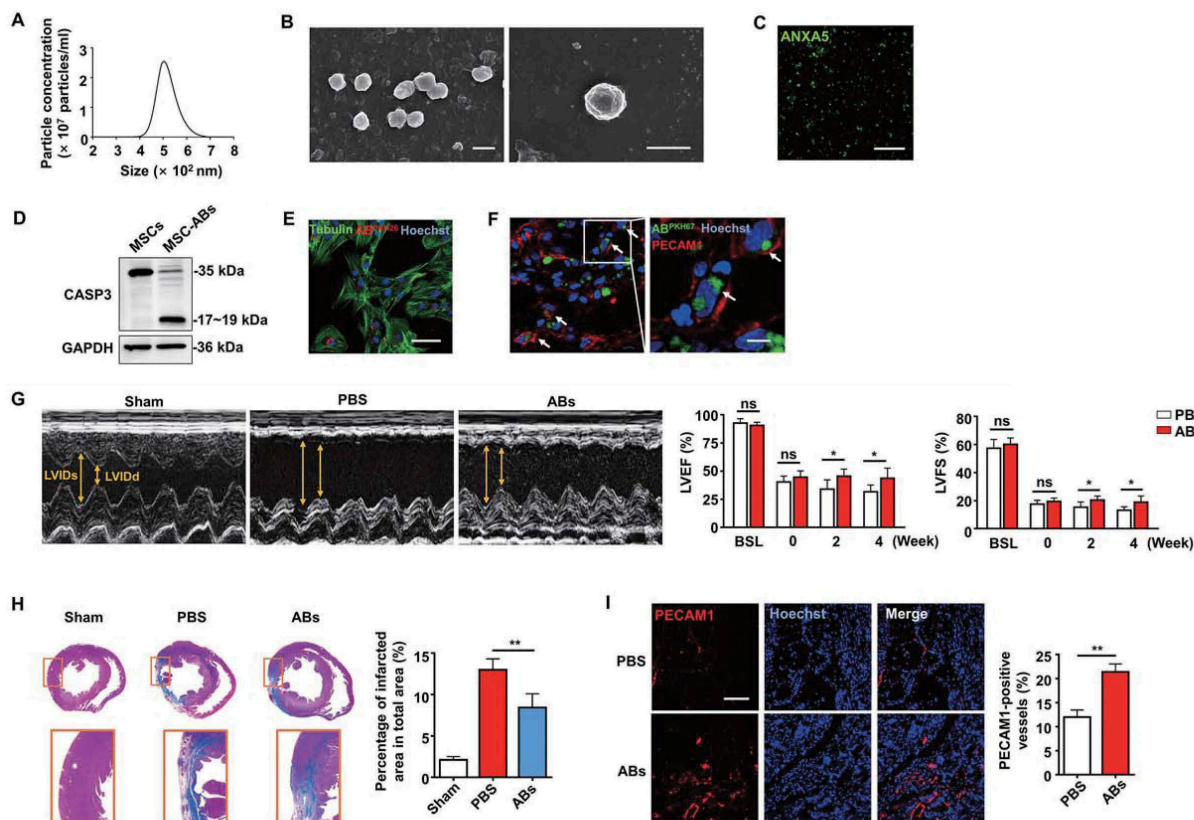 A
Particle concentration
(× 10⁷ particles/ml)
3
2
1
0
2 3 4 5 6 7 8
Size (× 10² nm)
B
C
ANXA5
D
MSCs
MSC-ABs
CASP3
-35 kDa
-17~19 kDa
GAPDH
-36 kDa
E
Tubulin ABPKH26 Hoechst
F
ABPKH67 Hoechst
PECAM1
G
Sham
PBS
ABs
LVIDs
LVIDd
LVEF (%)
100
75
50
25
ns
ns
*
*
BSL 0 2 4 (Week)
LVFS (%)
80
60
40
20
0
ns
ns
*
*
BSL 0 2 4 (Week)
PB
AB
H
Sham
PBS
ABs
Percentage of infarcted
area in total area (%)
15
10
5
0
**
Sham
PBS
ABs
I
PECAM1
Hoechst
Merge
PBS
ABs
PECAM1-positive
vessels (%)
25
20
15
10
5
0
**
PBS
ABs